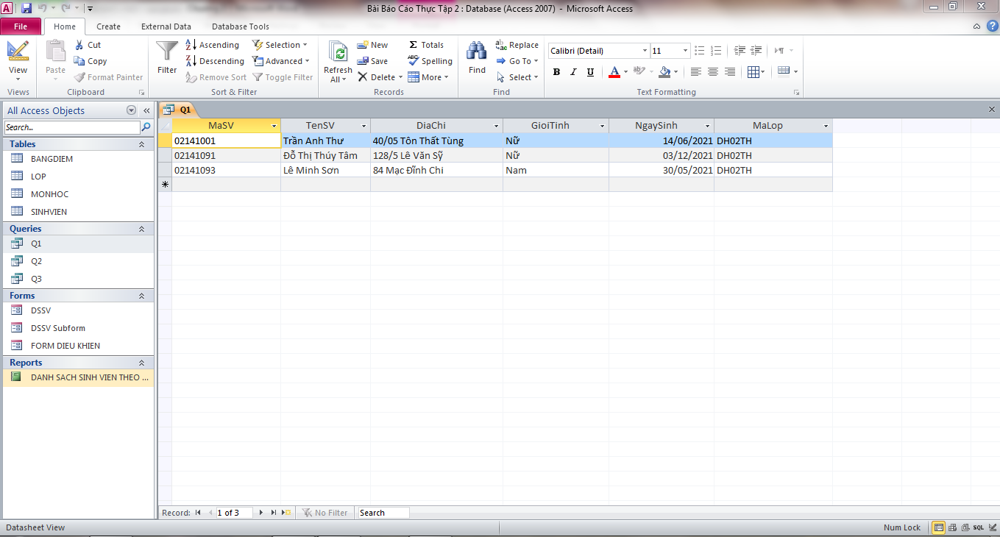 Bài Báo Cáo Thực Tập 2 : Database (Access 2007) - Microsoft Access
File Home Create External Data Database Tools
View Paste Cut Copy Format Painter
Filter Ascending Descending Remove Sort Selection Advanced Toggle Filter
Refresh All New Save Delete Totals Spelling More
Find Replace Go To Select
Calibri (Detail) 11
B I U A ab
Views Clipboard Sort & Filter Records Find Text Formatting
All Access Objects
Search...
Tables
BANGDIEM
LOP
MONHOC
SINHVIEN
Queries
Q1
Q2
Q3
Forms
DSSV
DSSV Subform
FORM DIEU KHIEN
Reports
DANH SACH SINH VIEN THEO ...
Q1
MaSV TenSV DiaChi GioiTinh NgaySinh MaLop
02141001 Trần Anh Thư 40/05 Tôn Thất Tùng Nữ 14/06/2021 DH02TH
02141091 Đỗ Thị Thúy Tâm 128/5 Lê Văn Sỹ Nữ 03/12/2021 DH02TH
02141093 Lê Minh Sơn 84 Mạc Đĩnh Chi Nam 30/05/2021 DH02TH
Record: 1 of 3 No Filter Search
Datasheet View Num Lock SQL